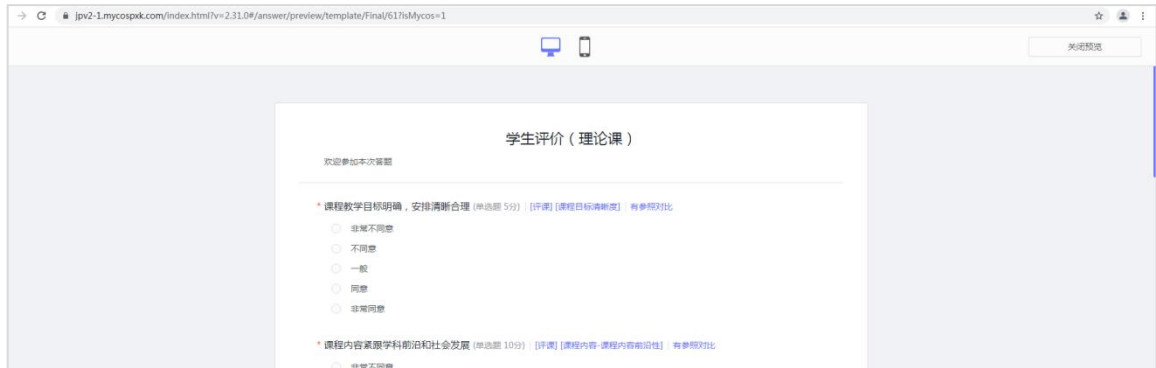 jpv2-1.mycospxk.com/index.html?v=2.31.0#/answer/preview/template/Final/61?isMycos=1
关闭预览
学生评价（理论课）
欢迎参加本次答题
* 课程教学目标明确，安排清晰合理 (单选题 5分) | [评课] [课程目标清晰度] | 有参照对比
非常不同意
不同意
一般
同意
非常同意
* 课程内容紧跟学科前沿和社会发展 (单选题 10分) | [评课] [课程内容-课程内容前沿性] | 有参照对比
非常不同意